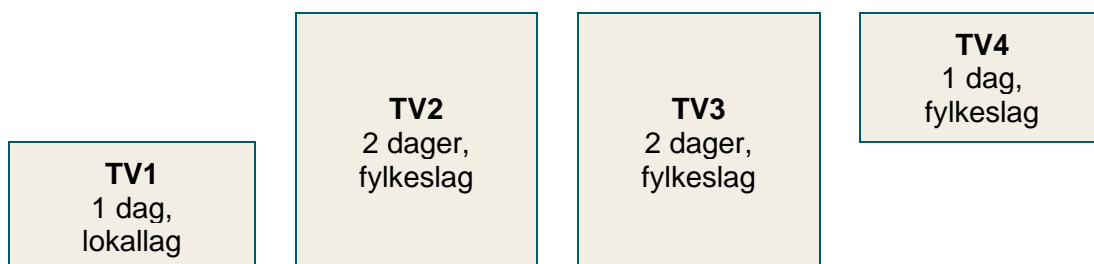 TV1
1 dag,
lokallag
TV2
2 dager,
fylkeslag
TV3
2 dager,
fylkeslag
TV4
1 dag,
fylkeslag